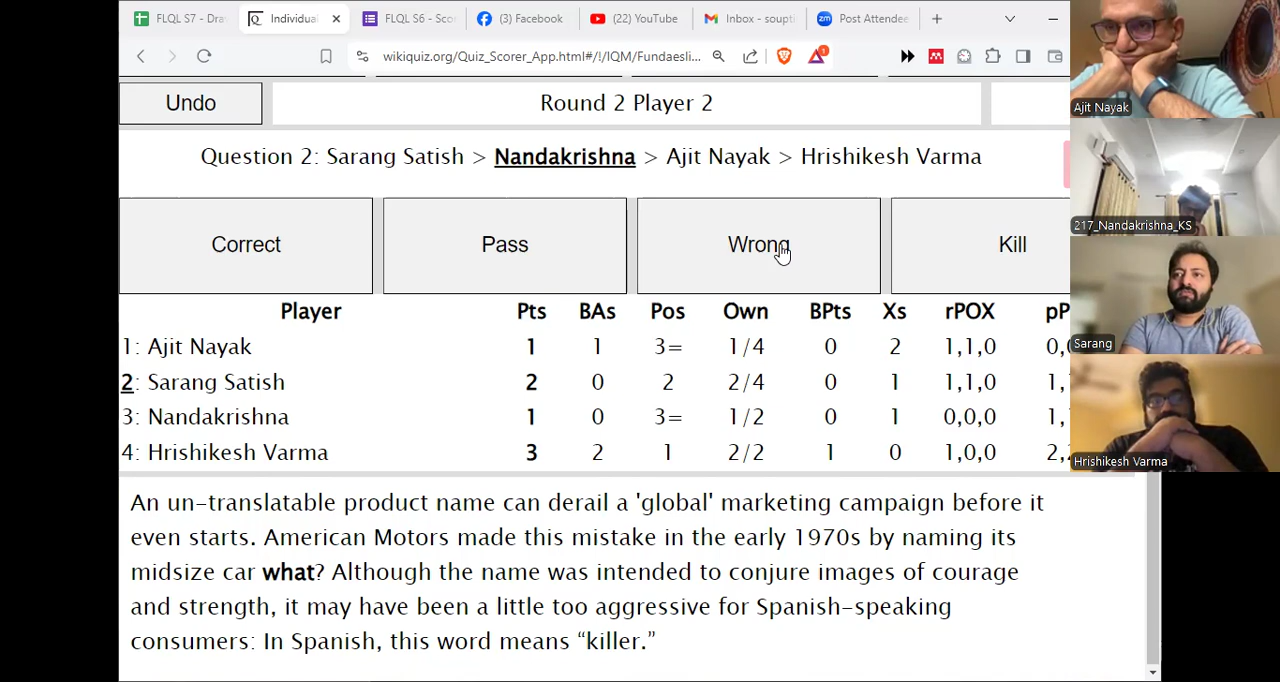 FLQL S7 - Dra
Individual
FLQL S6 - Sco
(3) Facebook
(22) YouTube
Inbox - soupti
Post Attendee
wikiquiz.org/Quiz_Scorer_App.html#/!/IQM/Fundaesli...
Undo
Round 2 Player 2
Question 2: Sarang Satish > Nandakrishna > Ajit Nayak > Hrishikesh Varma
Correct Pass Wrong Kill
Player Pts BAs Pos Own BPts Xs rPOX pP
1: Ajit Nayak 1 1 3= 1/4 0 2 1,1,0 0,0
2: Sarang Satish 2 0 2 2/4 0 1 1,1,0 1,
3: Nandakrishna 1 0 3= 1/2 0 1 0,0,0 1,
4: Hrishikesh Varma 3 2 1 2/2 1 0 1,0,0 2,2
An un-translatable product name can derail a 'global' marketing campaign before it
even starts. American Motors made this mistake in the early 1970s by naming its
midsize car what? Although the name was intended to conjure images of courage
and strength, it may have been a little too aggressive for Spanish-speaking
consumers: In Spanish, this word means “killer.”
Ajit Nayak
217_Nandakrishna_KS
Sarang
Hrishikesh Varma